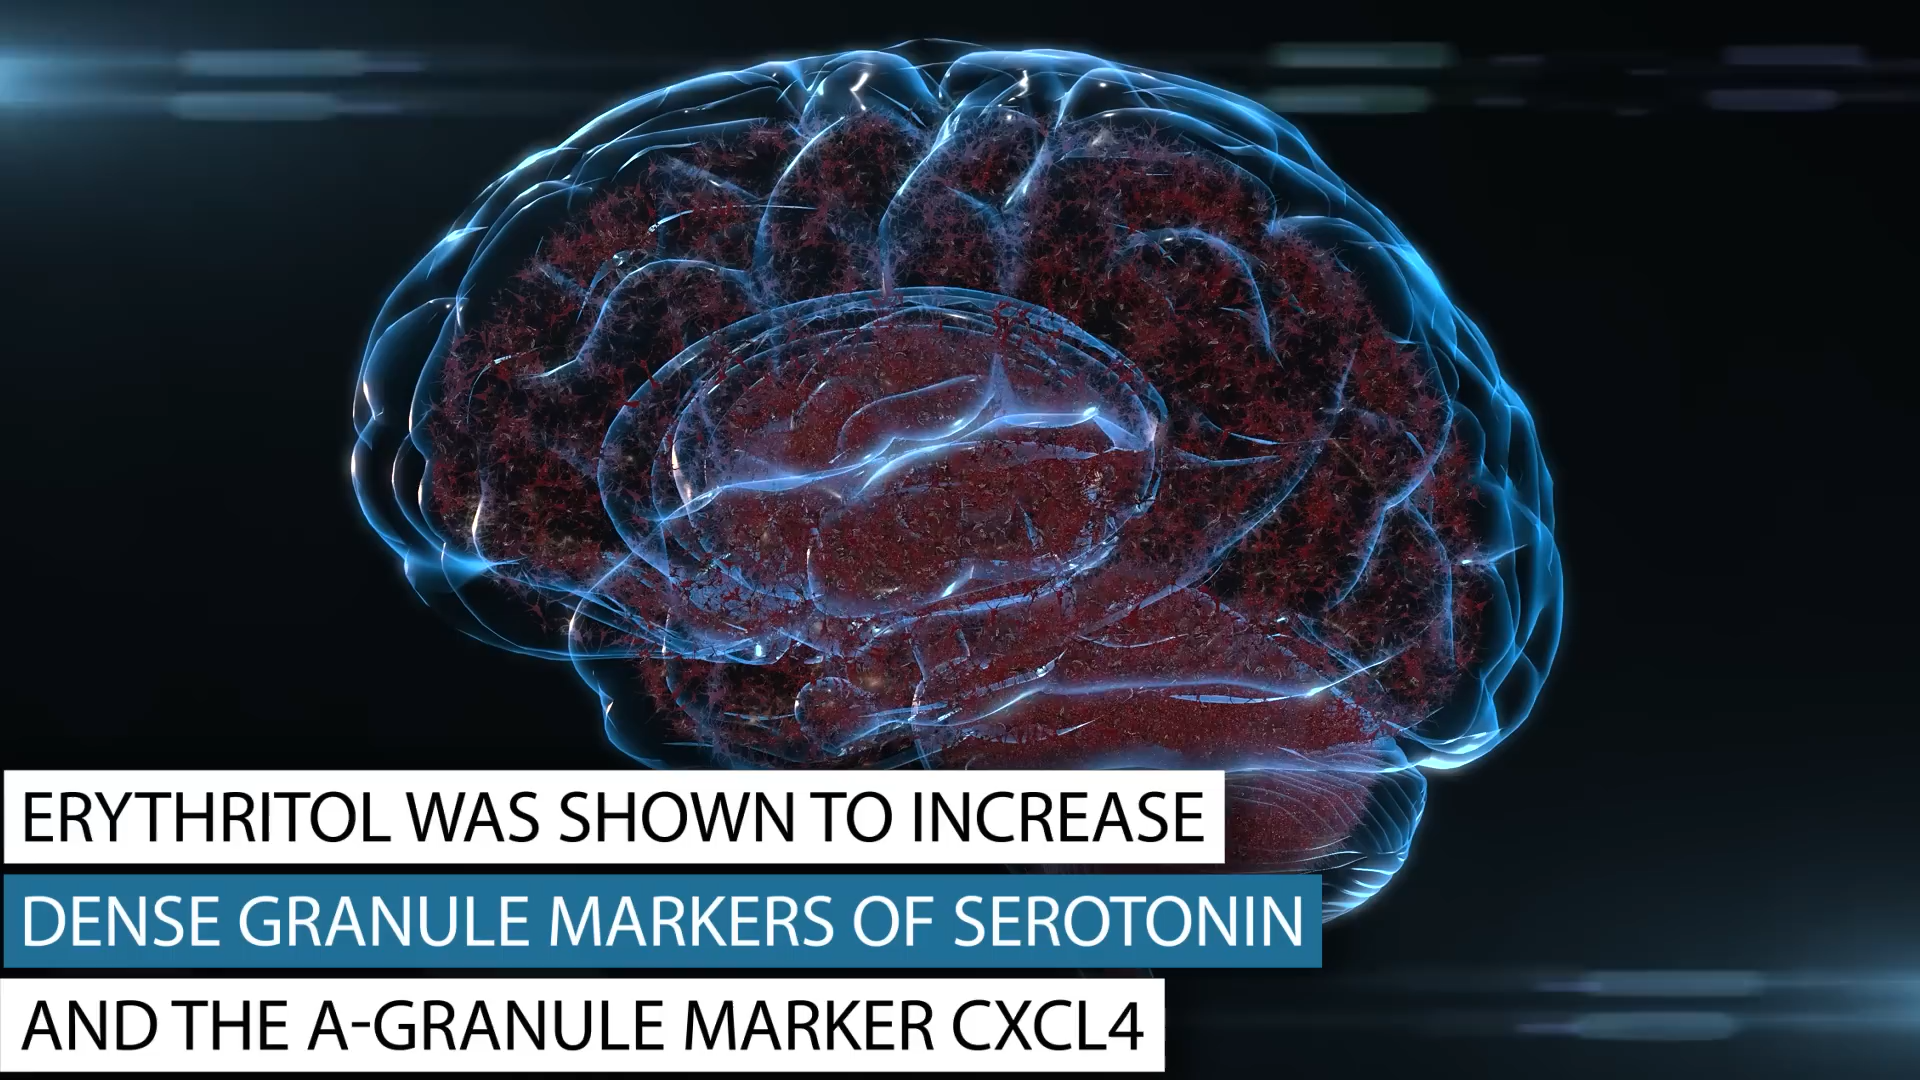 ERYTHRITOL WAS SHOWN TO INCREASE
DENSE GRANULE MARKERS OF SEROTONIN
AND THE A-GRANULE MARKER CXCL4